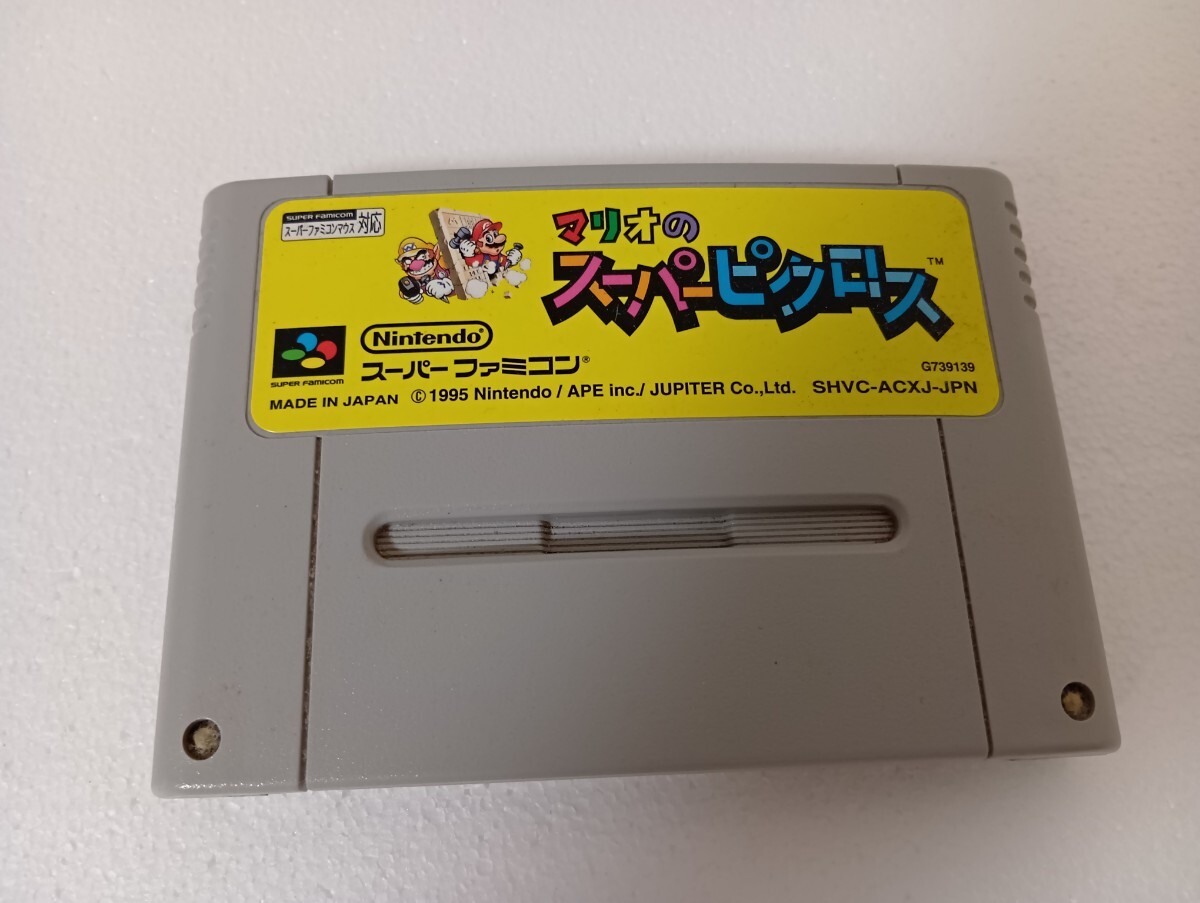 SUPER FAMICOM
スーパーファミコンマウス 対応
マリオの
スーパーピクロス™
Nintendo®
スーパーファミコン®
SUPER FAMICOM
G739139
MADE IN JAPAN ©1995 Nintendo / APE inc./ JUPITER Co.,Ltd. SHVC-ACXJ-JPN